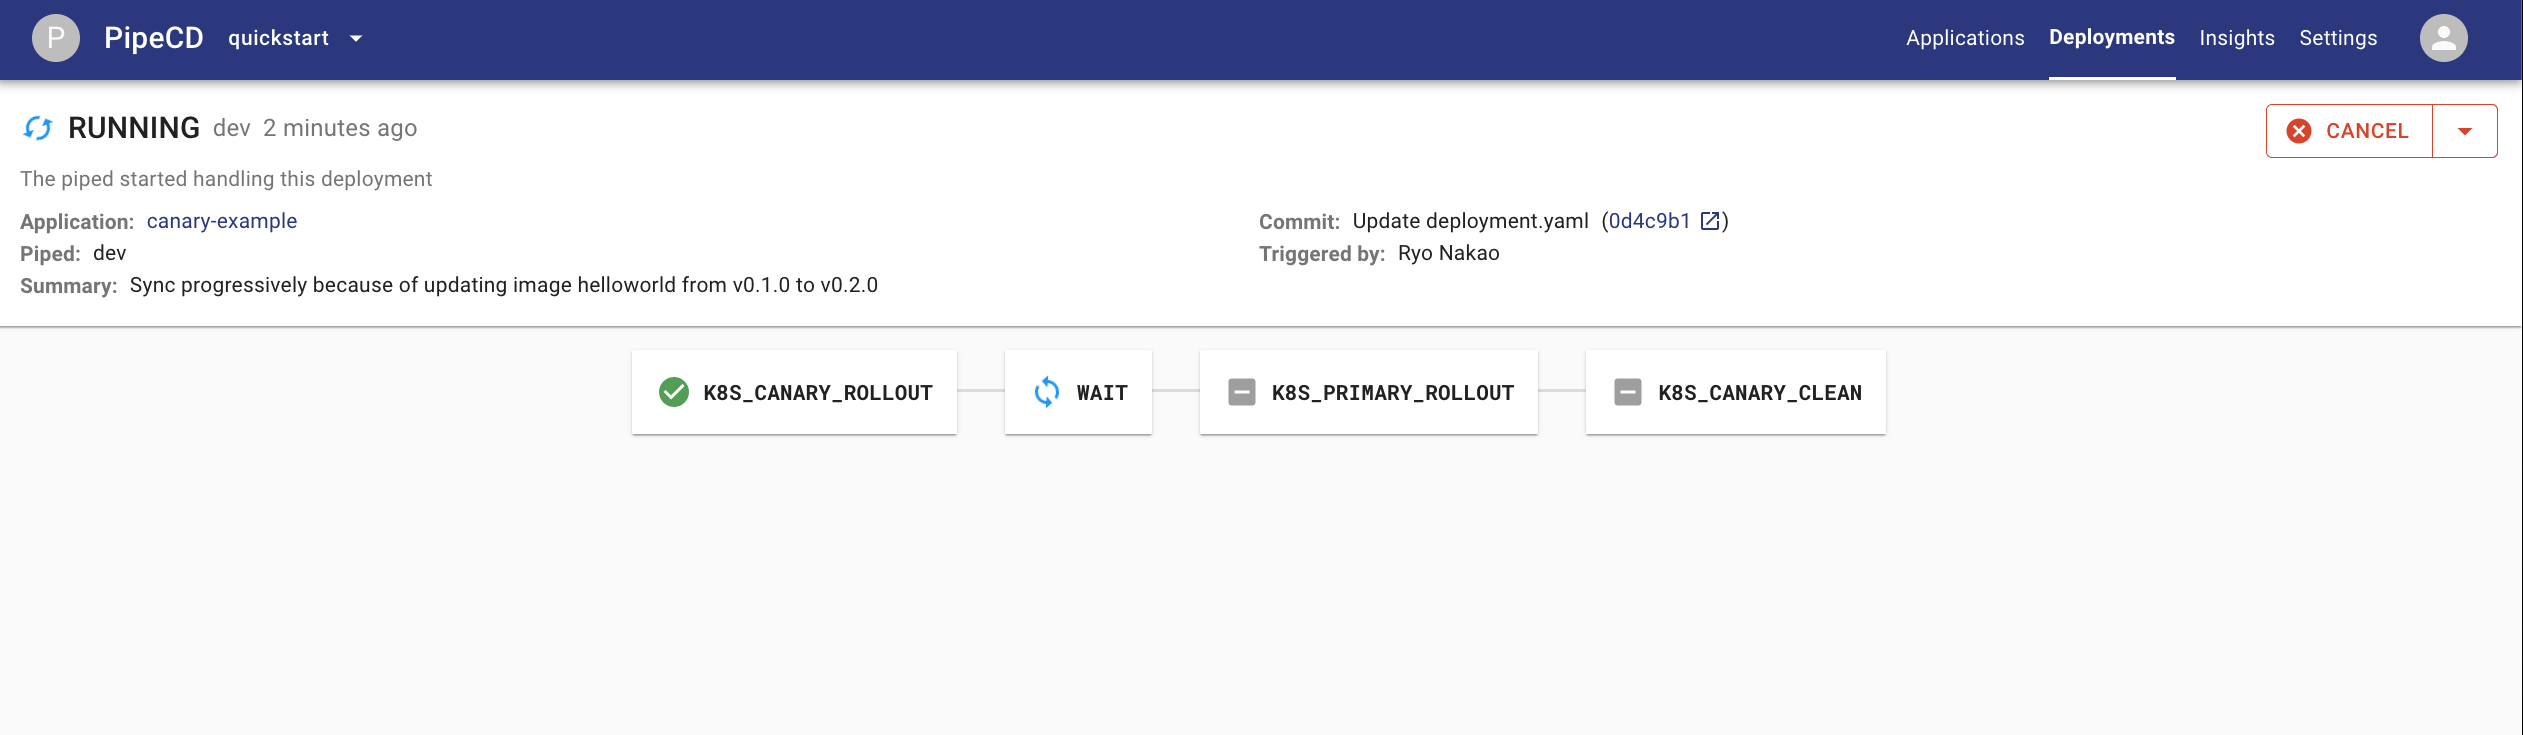 P PipeCD quickstart Applications Deployments Insights Settings
RUNNING dev 2 minutes ago CANCEL
The piped started handling this deployment
Application: canary-example Commit: Update deployment.yaml (0d4c9b1)
Piped: dev Triggered by: Ryo Nakao
Summary: Sync progressively because of updating image helloworld from v0.1.0 to v0.2.0
K8S_CANARY_ROLLOUT WAIT K8S_PRIMARY_ROLLOUT K8S_CANARY_CLEAN